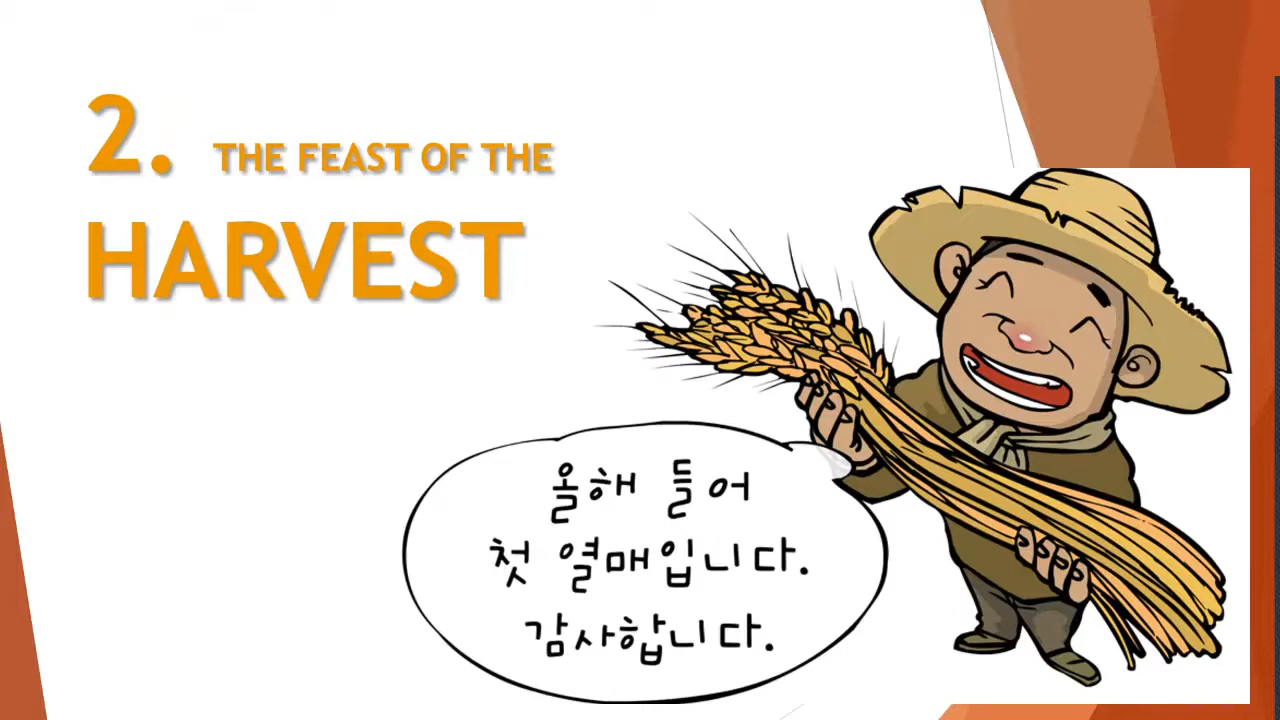 2. THE FEAST OF THE
HARVEST
올해 들어
첫 열매입니다.
감사합니다.